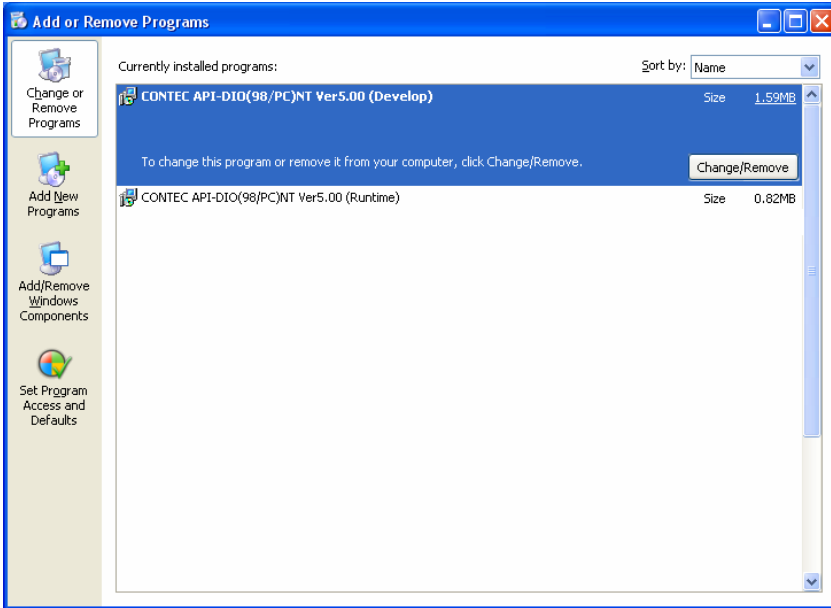 Add or Remove Programs
Change or
Remove
Programs
Add New
Programs
Add/Remove
Windows
Components
Set Program
Access and
Defaults
Currently installed programs:
Sort by: Name
CONTEC API-DIO(98/PC)NT Ver5.00 (Develop) Size 1.59MB
To change this program or remove it from your computer, click Change/Remove. Change/Remove
CONTEC API-DIO(98/PC)NT Ver5.00 (Runtime) Size 0.82MB